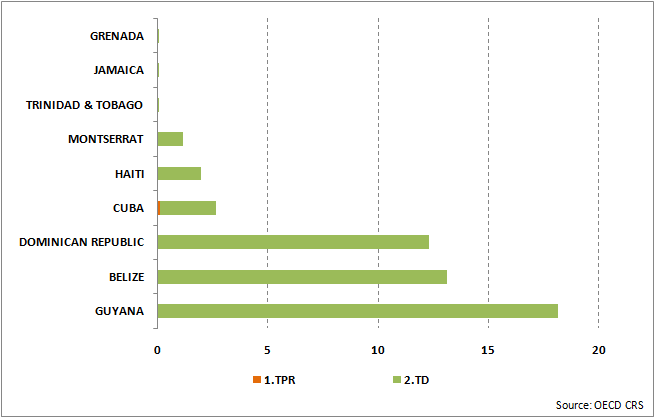 GRENADA
JAMAICA
TRINIDAD & TOBAGO
MONTSERRAT
HAITI
CUBA
DOMINICAN REPUBLIC
BELIZE
GUYANA
0 5 10 15 20
1.TPR 2.TD
Source: OECD CRS